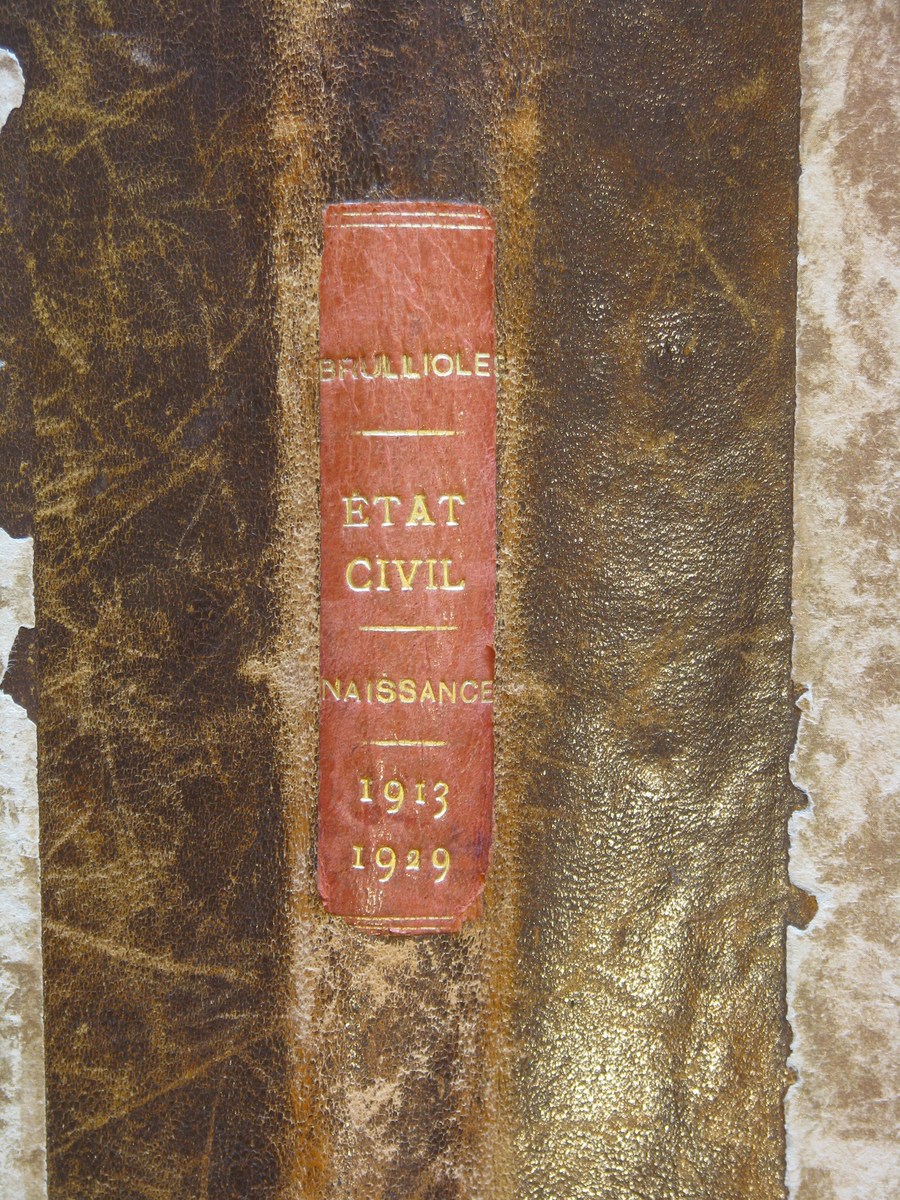 BRULLIOLES
ÉTAT
CIVIL
NAISSANCE
1913
1929